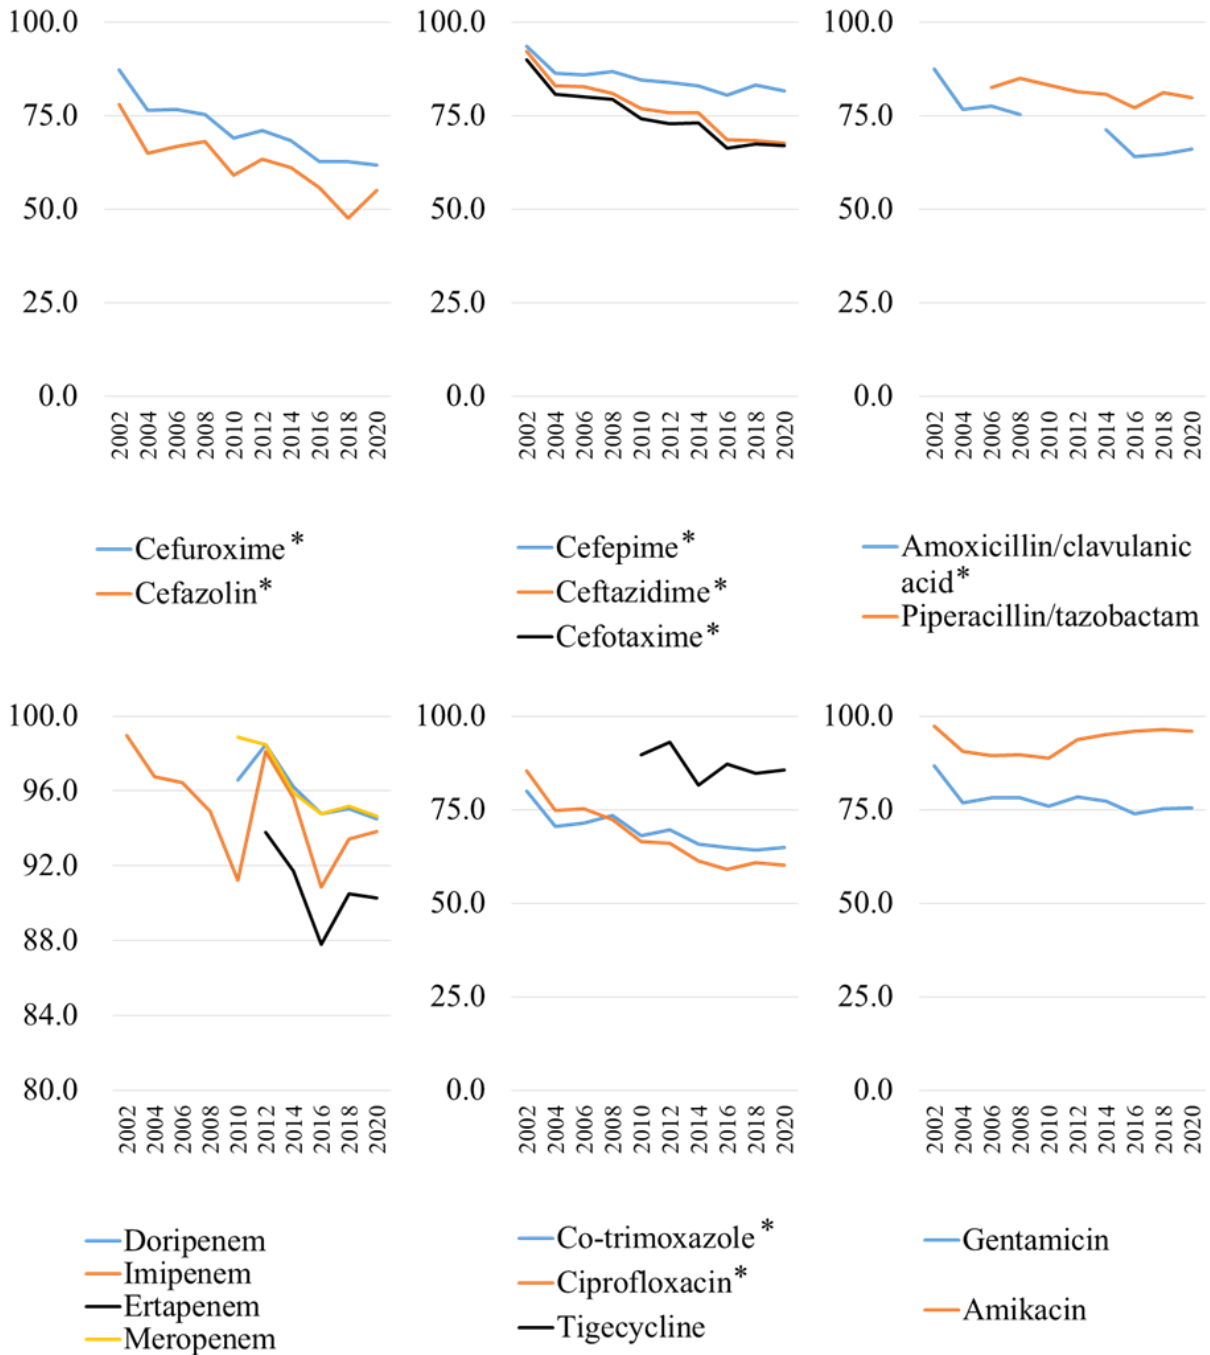 100.0
75.0
50.0
25.0
0.0
2002 2004 2006 2008 2010 2012 2014 2016 2018 2020
Cefuroxime*
Cefazolin*
100.0
75.0
50.0
25.0
0.0
2002 2004 2006 2008 2010 2012 2014 2016 2018 2020
Cefepime*
Ceftazidime*
Cefotaxime*
100.0
75.0
50.0
25.0
0.0
2002 2004 2006 2008 2010 2012 2014 2016 2018 2020
Amoxicillin/clavulanic
acid*
Piperacillin/tazobactam
100.0
96.0
92.0
88.0
84.0
80.0
2002 2004 2006 2008 2010 2012 2014 2016 2018 2020
Doripenem
Imipenem
Ertapenem
Meropenem
100.0
75.0
50.0
25.0
0.0
2002 2004 2006 2008 2010 2012 2014 2016 2018 2020
Co-trimoxazole*
Ciprofloxacin*
Tigecycline
100.0
75.0
50.0
25.0
0.0
2002 2004 2006 2008 2010 2012 2014 2016 2018 2020
Gentamicin
Amikacin